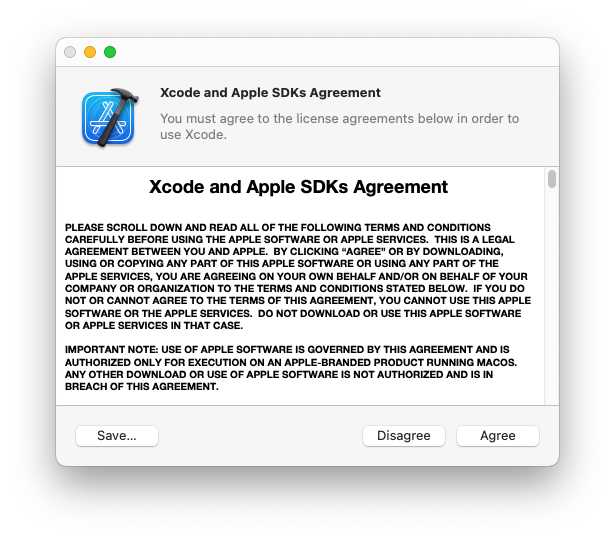 Xcode and Apple SDKs Agreement
You must agree to the license agreements below in order to
use Xcode.
Xcode and Apple SDKs Agreement
PLEASE SCROLL DOWN AND READ ALL OF THE FOLLOWING TERMS AND CONDITIONS
CAREFULLY BEFORE USING THE APPLE SOFTWARE OR APPLE SERVICES.  THIS IS A LEGAL
AGREEMENT BETWEEN YOU AND APPLE.  BY CLICKING “AGREE” OR BY DOWNLOADING,
USING OR COPYING ANY PART OF THIS APPLE SOFTWARE OR USING ANY PART OF THE
APPLE SERVICES, YOU ARE AGREEING ON YOUR OWN BEHALF AND/OR ON BEHALF OF YOUR
COMPANY OR ORGANIZATION TO THE TERMS AND CONDITIONS STATED BELOW.  IF YOU DO
NOT OR CANNOT AGREE TO THE TERMS OF THIS AGREEMENT, YOU CANNOT USE THIS APPLE
SOFTWARE OR THE APPLE SERVICES.  DO NOT DOWNLOAD OR USE THIS APPLE SOFTWARE
OR APPLE SERVICES IN THAT CASE.
IMPORTANT NOTE: USE OF APPLE SOFTWARE IS GOVERNED BY THIS AGREEMENT AND IS
AUTHORIZED ONLY FOR EXECUTION ON AN APPLE-BRANDED PRODUCT RUNNING MACOS.
ANY OTHER DOWNLOAD OR USE OF APPLE SOFTWARE IS NOT AUTHORIZED AND IS IN
BREACH OF THIS AGREEMENT.
Save... Disagree Agree